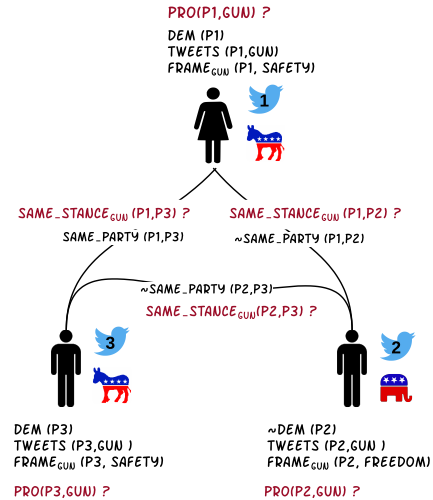 PRO(P1,GUN) ?
DEM (P1)
TWEETS (P1,GUN)
FRAMEGUN (P1, SAFETY)
1
SAME_STANCEGUN (P1,P3) ?
SAME_STANCEGUN (P1,P2) ?
SAME_PARTY (P1,P3)
~SAME_PARTY (P1,P2)
~SAME_PARTY (P2,P3)
SAME_STANCEGUN(P2,P3) ?
3
2
DEM (P3)
TWEETS (P3,GUN )
FRAMEGUN (P3, SAFETY)
PRO(P3,GUN) ?
~DEM (P2)
TWEETS (P2,GUN )
FRAMEGUN (P2, FREEDOM)
PRO(P2,GUN) ?